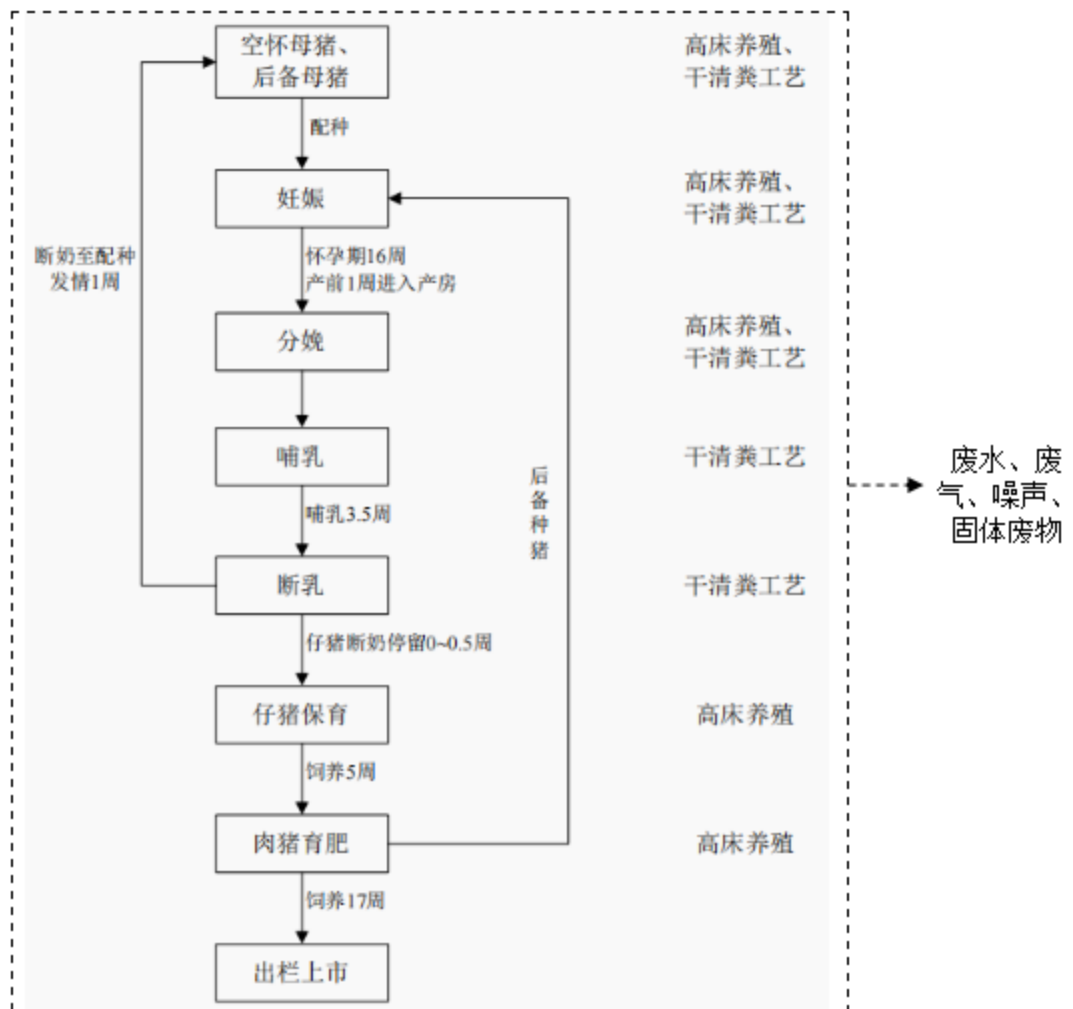 空怀母猪、
后备母猪
高床养殖、
干清粪工艺
配种
妊娠
高床养殖、
干清粪工艺
断奶至配种
发情1周
怀孕期16周
产前1周进入产房
分娩
高床养殖、
干清粪工艺
哺乳
干清粪工艺
后
备
种
猪
废水、废
气、噪声、
固体废物
哺乳3.5周
断乳
干清粪工艺
仔猪断奶停留0~0.5周
仔猪保育
高床养殖
饲养5周
肉猪育肥
高床养殖
饲养17周
出栏上市